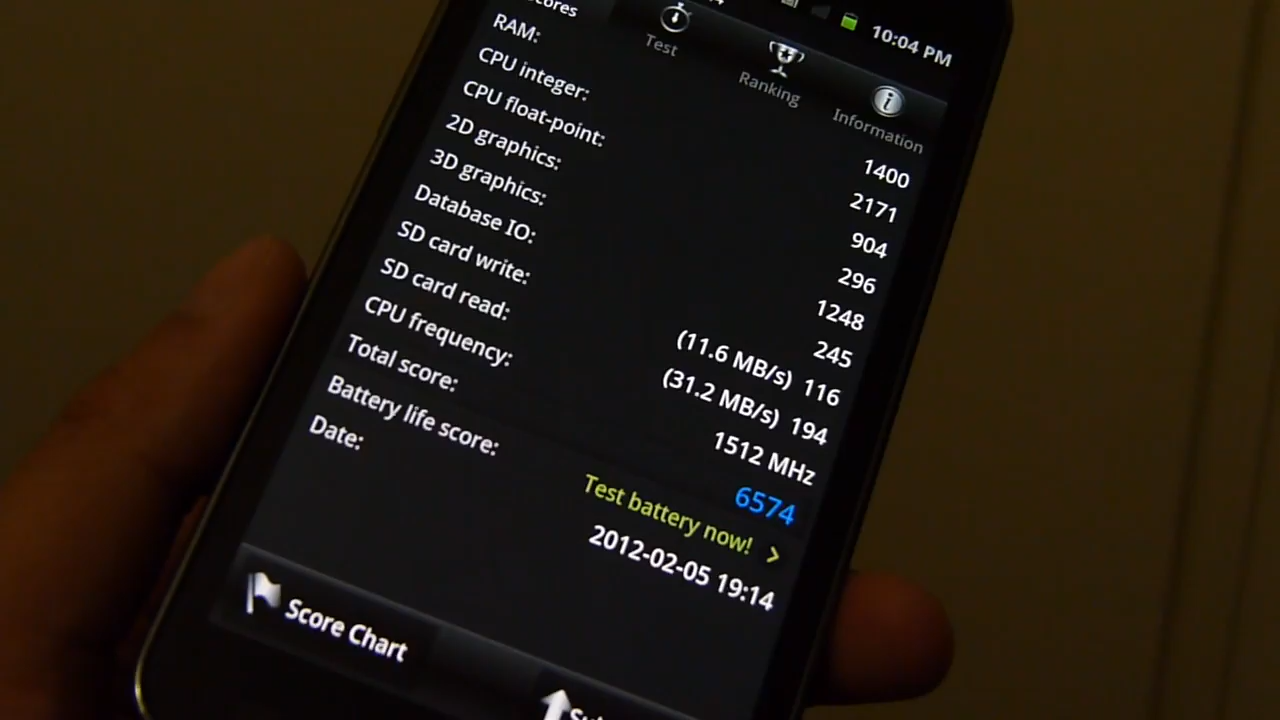 10:04 PM
Test
Ranking
Information
RAM: 1400
CPU integer: 2171
CPU float-point: 904
2D graphics: 296
3D graphics: 1248
Database IO: 245
SD card write: (11.6 MB/s) 116
SD card read: (31.2 MB/s) 194
CPU frequency: 1512 MHz
Total score: 6574
Battery life score: Test battery now! >
Date: 2012-02-05 19:14
Score Chart